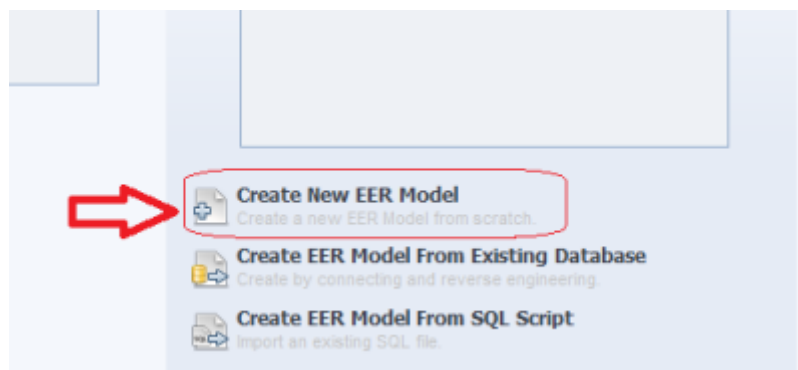 Create New EER Model
Create a new EER Model from scratch.
Create EER Model From Existing Database
Create by connecting and reverse engineering.
Create EER Model From SQL Script
Import an existing SQL file.